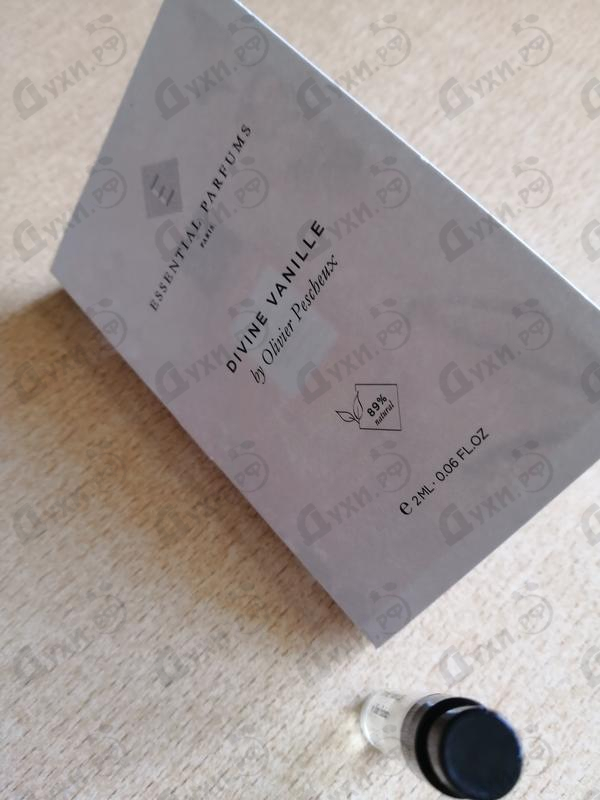 E
ESSENTIAL PARFUMS
PARIS
DIVINE VANILLE
by Olivier Pescheux
89%
natural
e 2ML · 0.06 FL.OZ
Духи.РФ